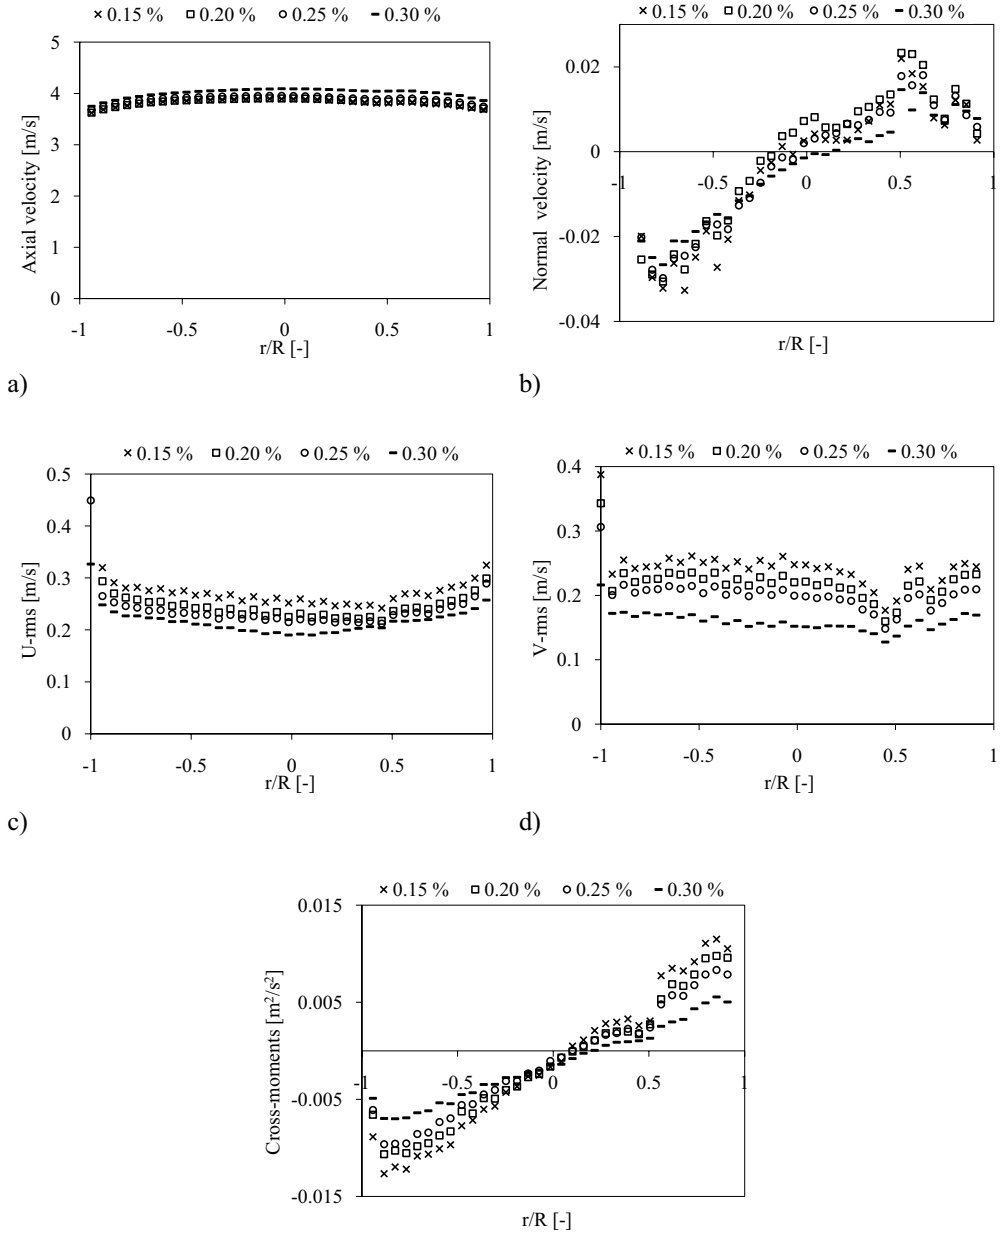 × 0.15 % □ 0.20 % ○ 0.25 % − 0.30 %
Axial velocity [m/s]
5
4
3
2
1
0
-1 -0.5 0 0.5 1
r/R [-]
a)
× 0.15 % □ 0.20 % ○ 0.25 % − 0.30 %
Normal velocity [m/s]
0.02
0
-0.02
-0.04
-1 -0.5 0 0.5 1
r/R [-]
b)
× 0.15 % □ 0.20 % ○ 0.25 % − 0.30 %
U-rms [m/s]
0.5
0.4
0.3
0.2
0.1
0
-1 -0.5 0 0.5 1
r/R [-]
c)
× 0.15 % □ 0.20 % ○ 0.25 % − 0.30 %
V-rms [m/s]
0.4
0.3
0.2
0.1
0
-1 -0.5 0 0.5 1
r/R [-]
d)
× 0.15 % □ 0.20 % ○ 0.25 % − 0.30 %
Cross-moments [m²/s²]
0.015
0.005
-0.005
-0.015
-1 -0.5 0 0.5 1
r/R [-]